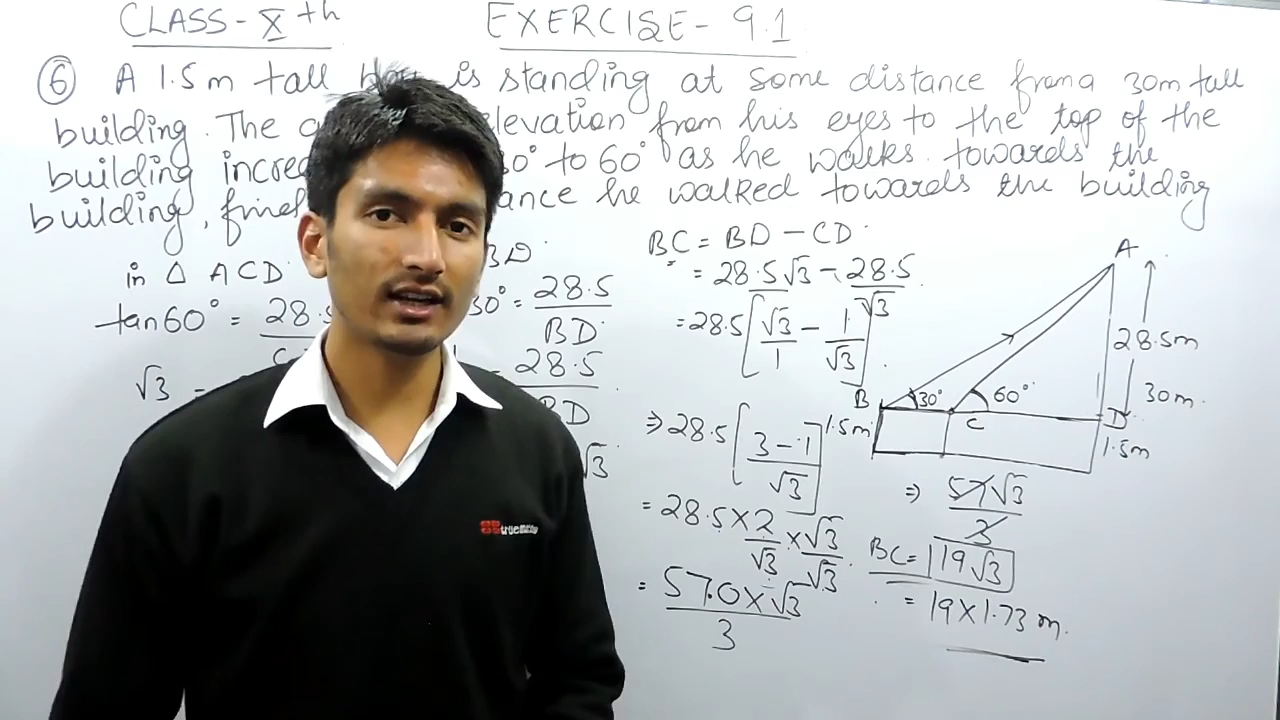 CLASS-Xth EXERCISE-9.1
⑥ A 1.5m tall is standing at some distance from a 30m tall
building. The elevation from his eyes to the top of the
building 0° to 60° as he walks towards the
building, he walked towards the building
in Δ ACD
tan60° = 28.5
√3
BD
30° = 28.5 / BD
28.5 / BD
√3
BC = BD - CD
= 28.5√3 - 28.5/√3
= 28.5[√3/1 - 1/√3]
⇒ 28.5[3-1/√3]
= 28.5 × 2/√3 × √3/√3
= 57.0×√3 / 3
A
28.5m
30m
B 30° C 60° D
1.5m 1.5m
⇒ 57√3 / 3
BC = 19√3
= 19×1.73 m.
truemaths